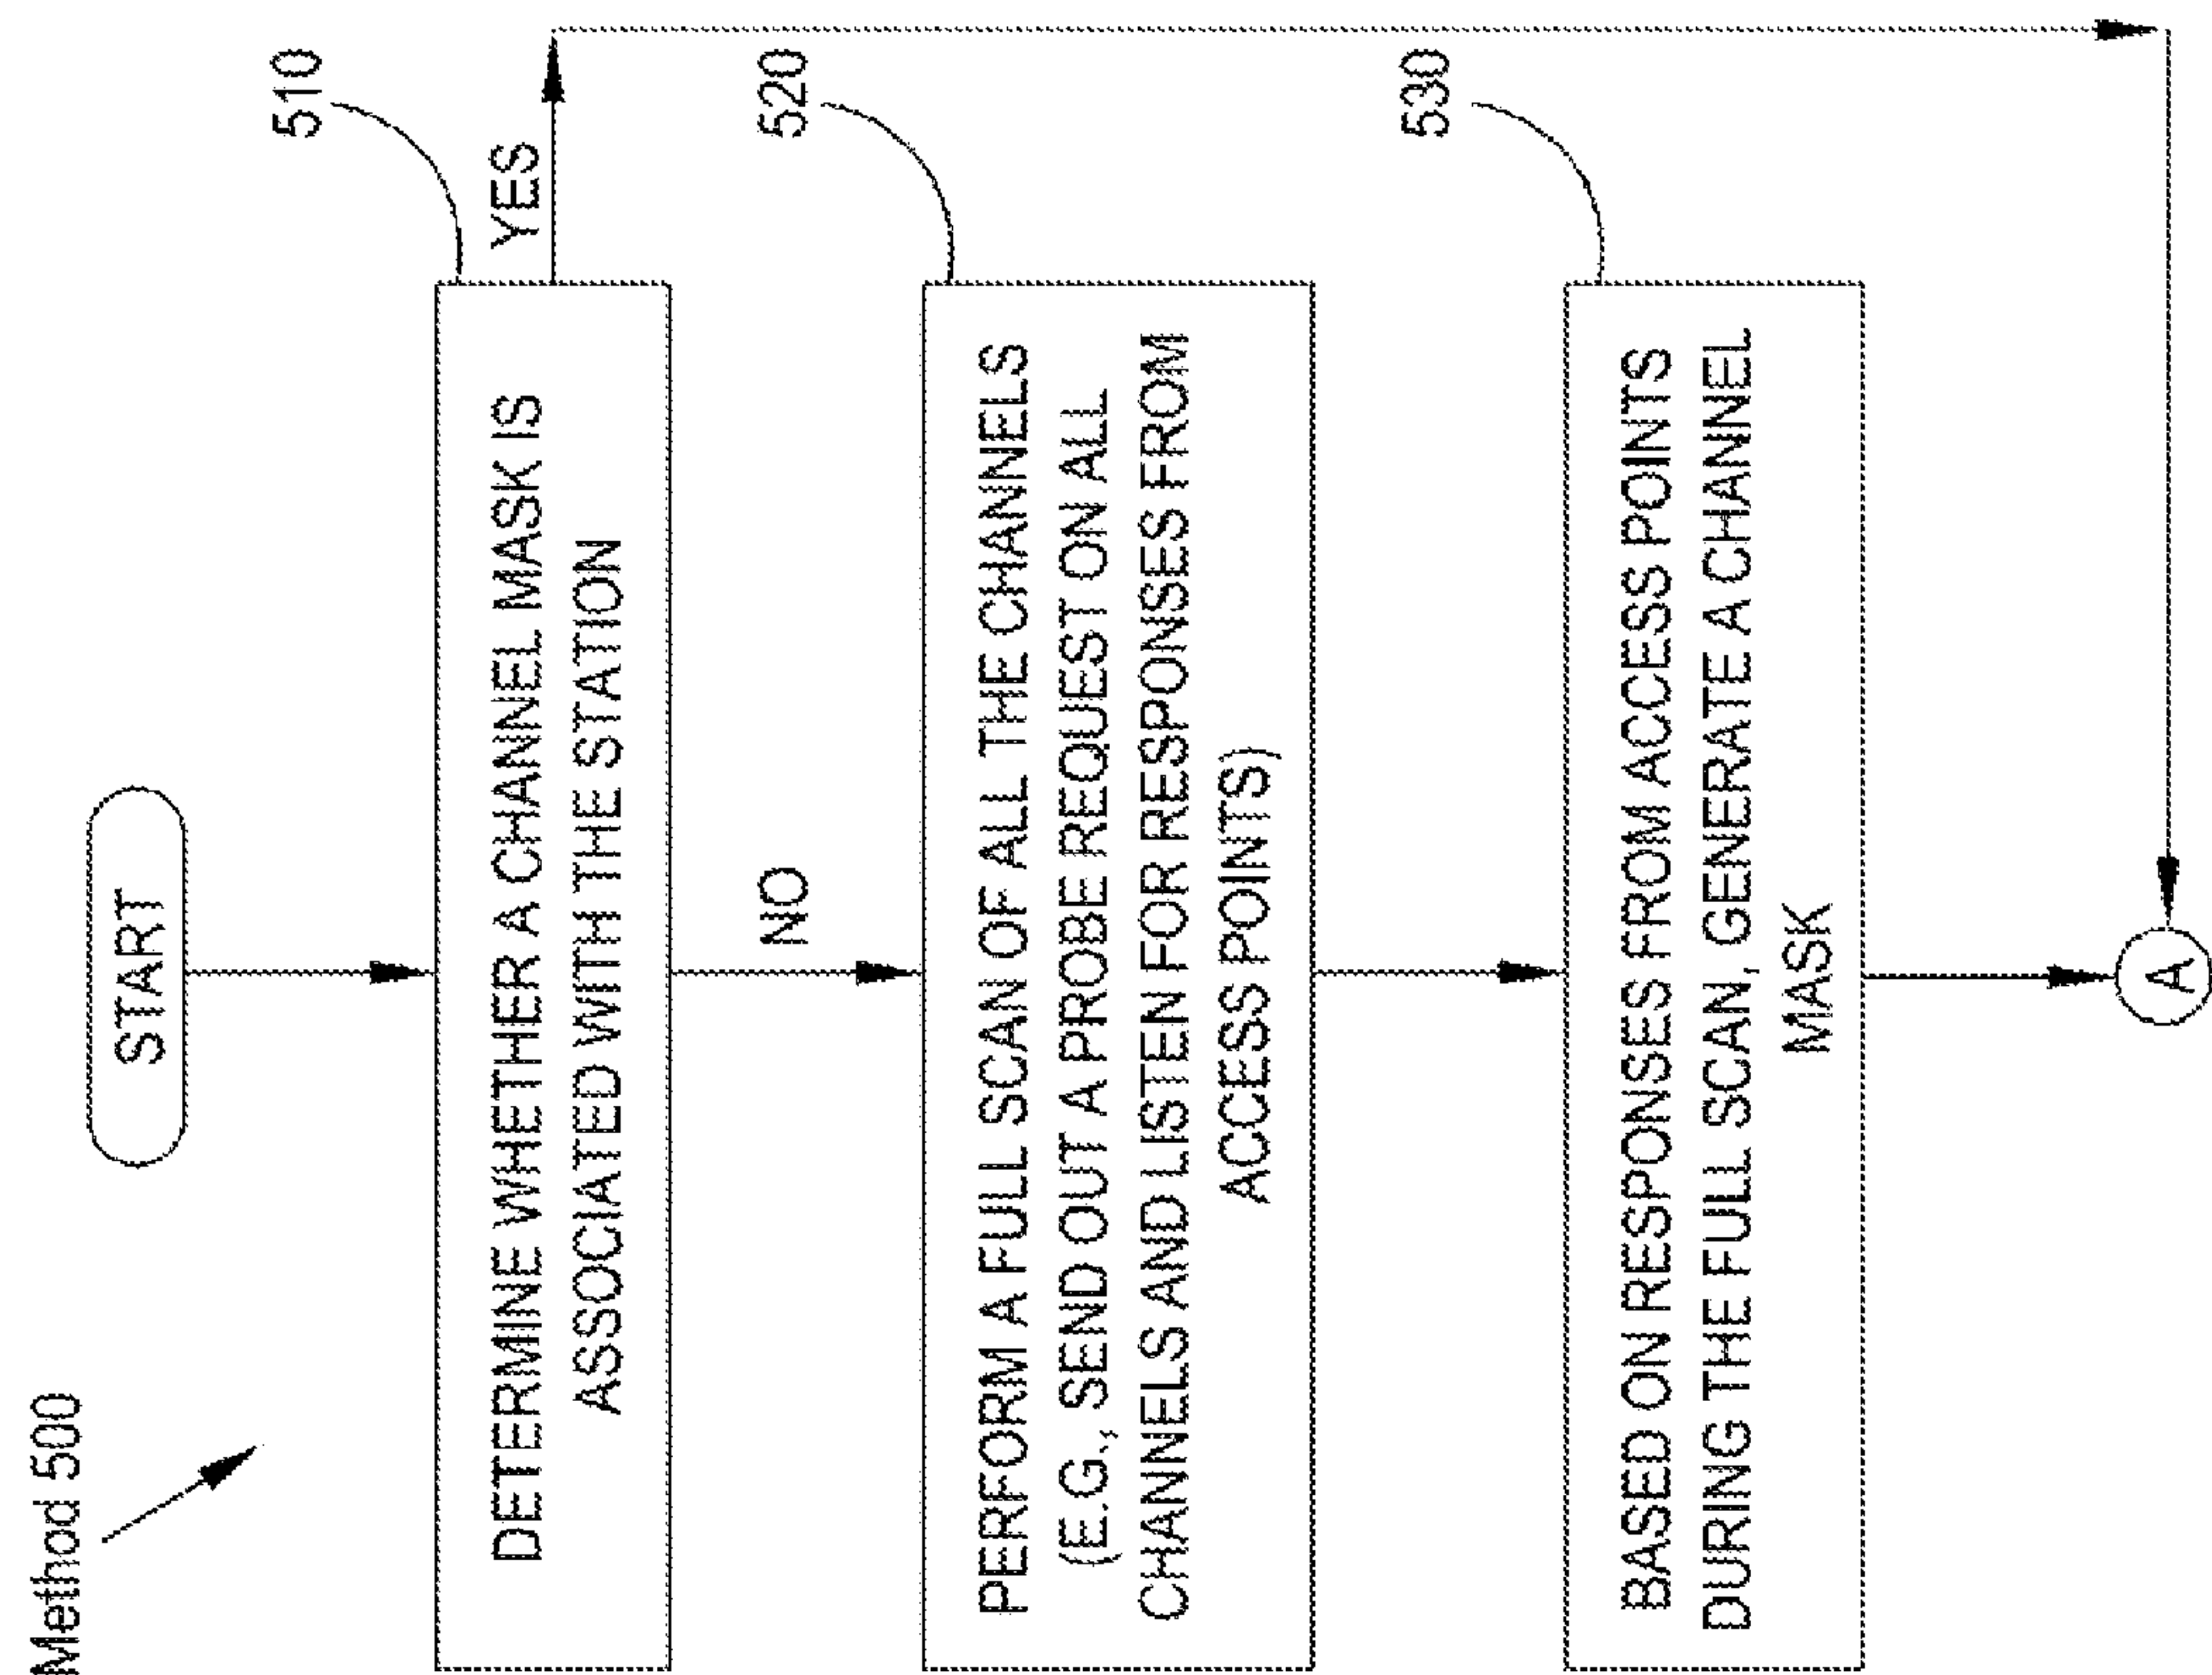 Method 500
START
510
DETERMINE WHETHER A CHANNEL MASK IS
ASSOCIATED WITH THE STATION
YES
NO
520
PERFORM A FULL SCAN OF ALL THE CHANNELS
(E.G., SEND OUT A PROBE REQUEST ON ALL
CHANNELS AND LISTEN FOR RESPONSES FROM
ACCESS POINTS)
530
BASED ON RESPONSES FROM ACCESS POINTS
DURING THE FULL SCAN, GENERATE A CHANNEL
MASK
A